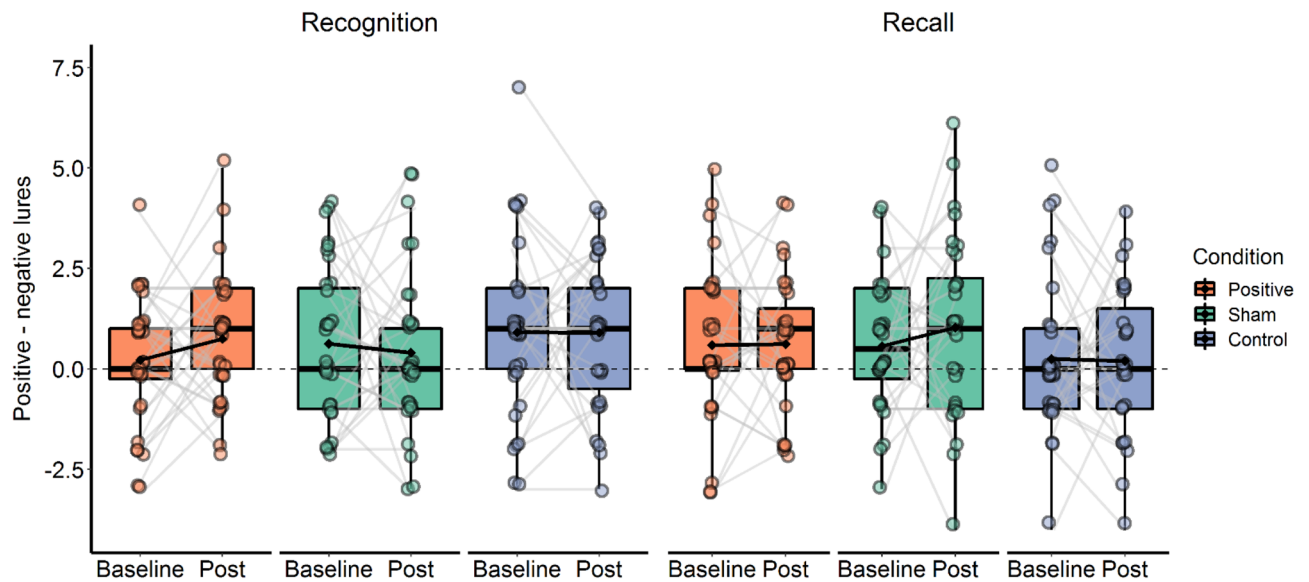 Recognition Recall
Positive - negative lures
7.5
5.0
2.5
0.0
-2.5
Baseline Post Baseline Post Baseline Post Baseline Post Baseline Post Baseline Post
Condition
Positive
Sham
Control